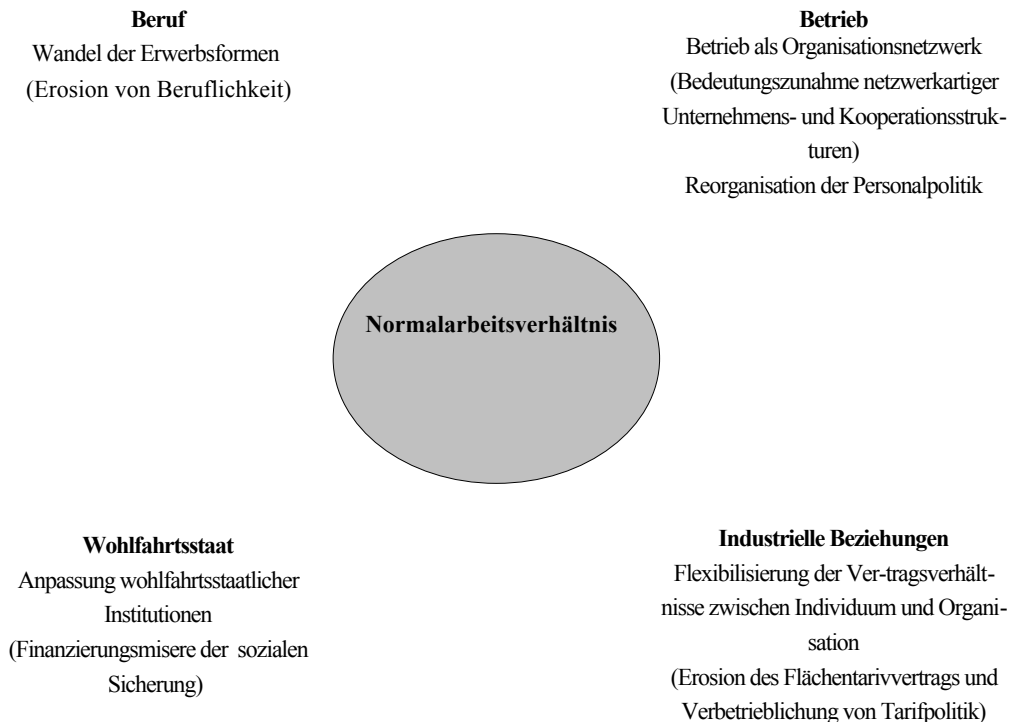 Beruf
Wandel der Erwerbsformen
(Erosion von Beruflichkeit)
Betrieb
Betrieb als Organisationsnetzwerk
(Bedeutungszunahme netzwerkartiger
Unternehmens- und Kooperationsstruk-
turen)
Reorganisation der Personalpolitik
Normalarbeitsverhältnis
Wohlfahrtsstaat
Anpassung wohlfahrtsstaatlicher
Institutionen
(Finanzierungsmisere der sozialen
Sicherung)
Industrielle Beziehungen
Flexibilisierung der Ver-tragsverhält-
nisse zwischen Individuum und Organi-
sation
(Erosion des Flächentarivvertrags und
Verbetrieblichung von Tarifpolitik)